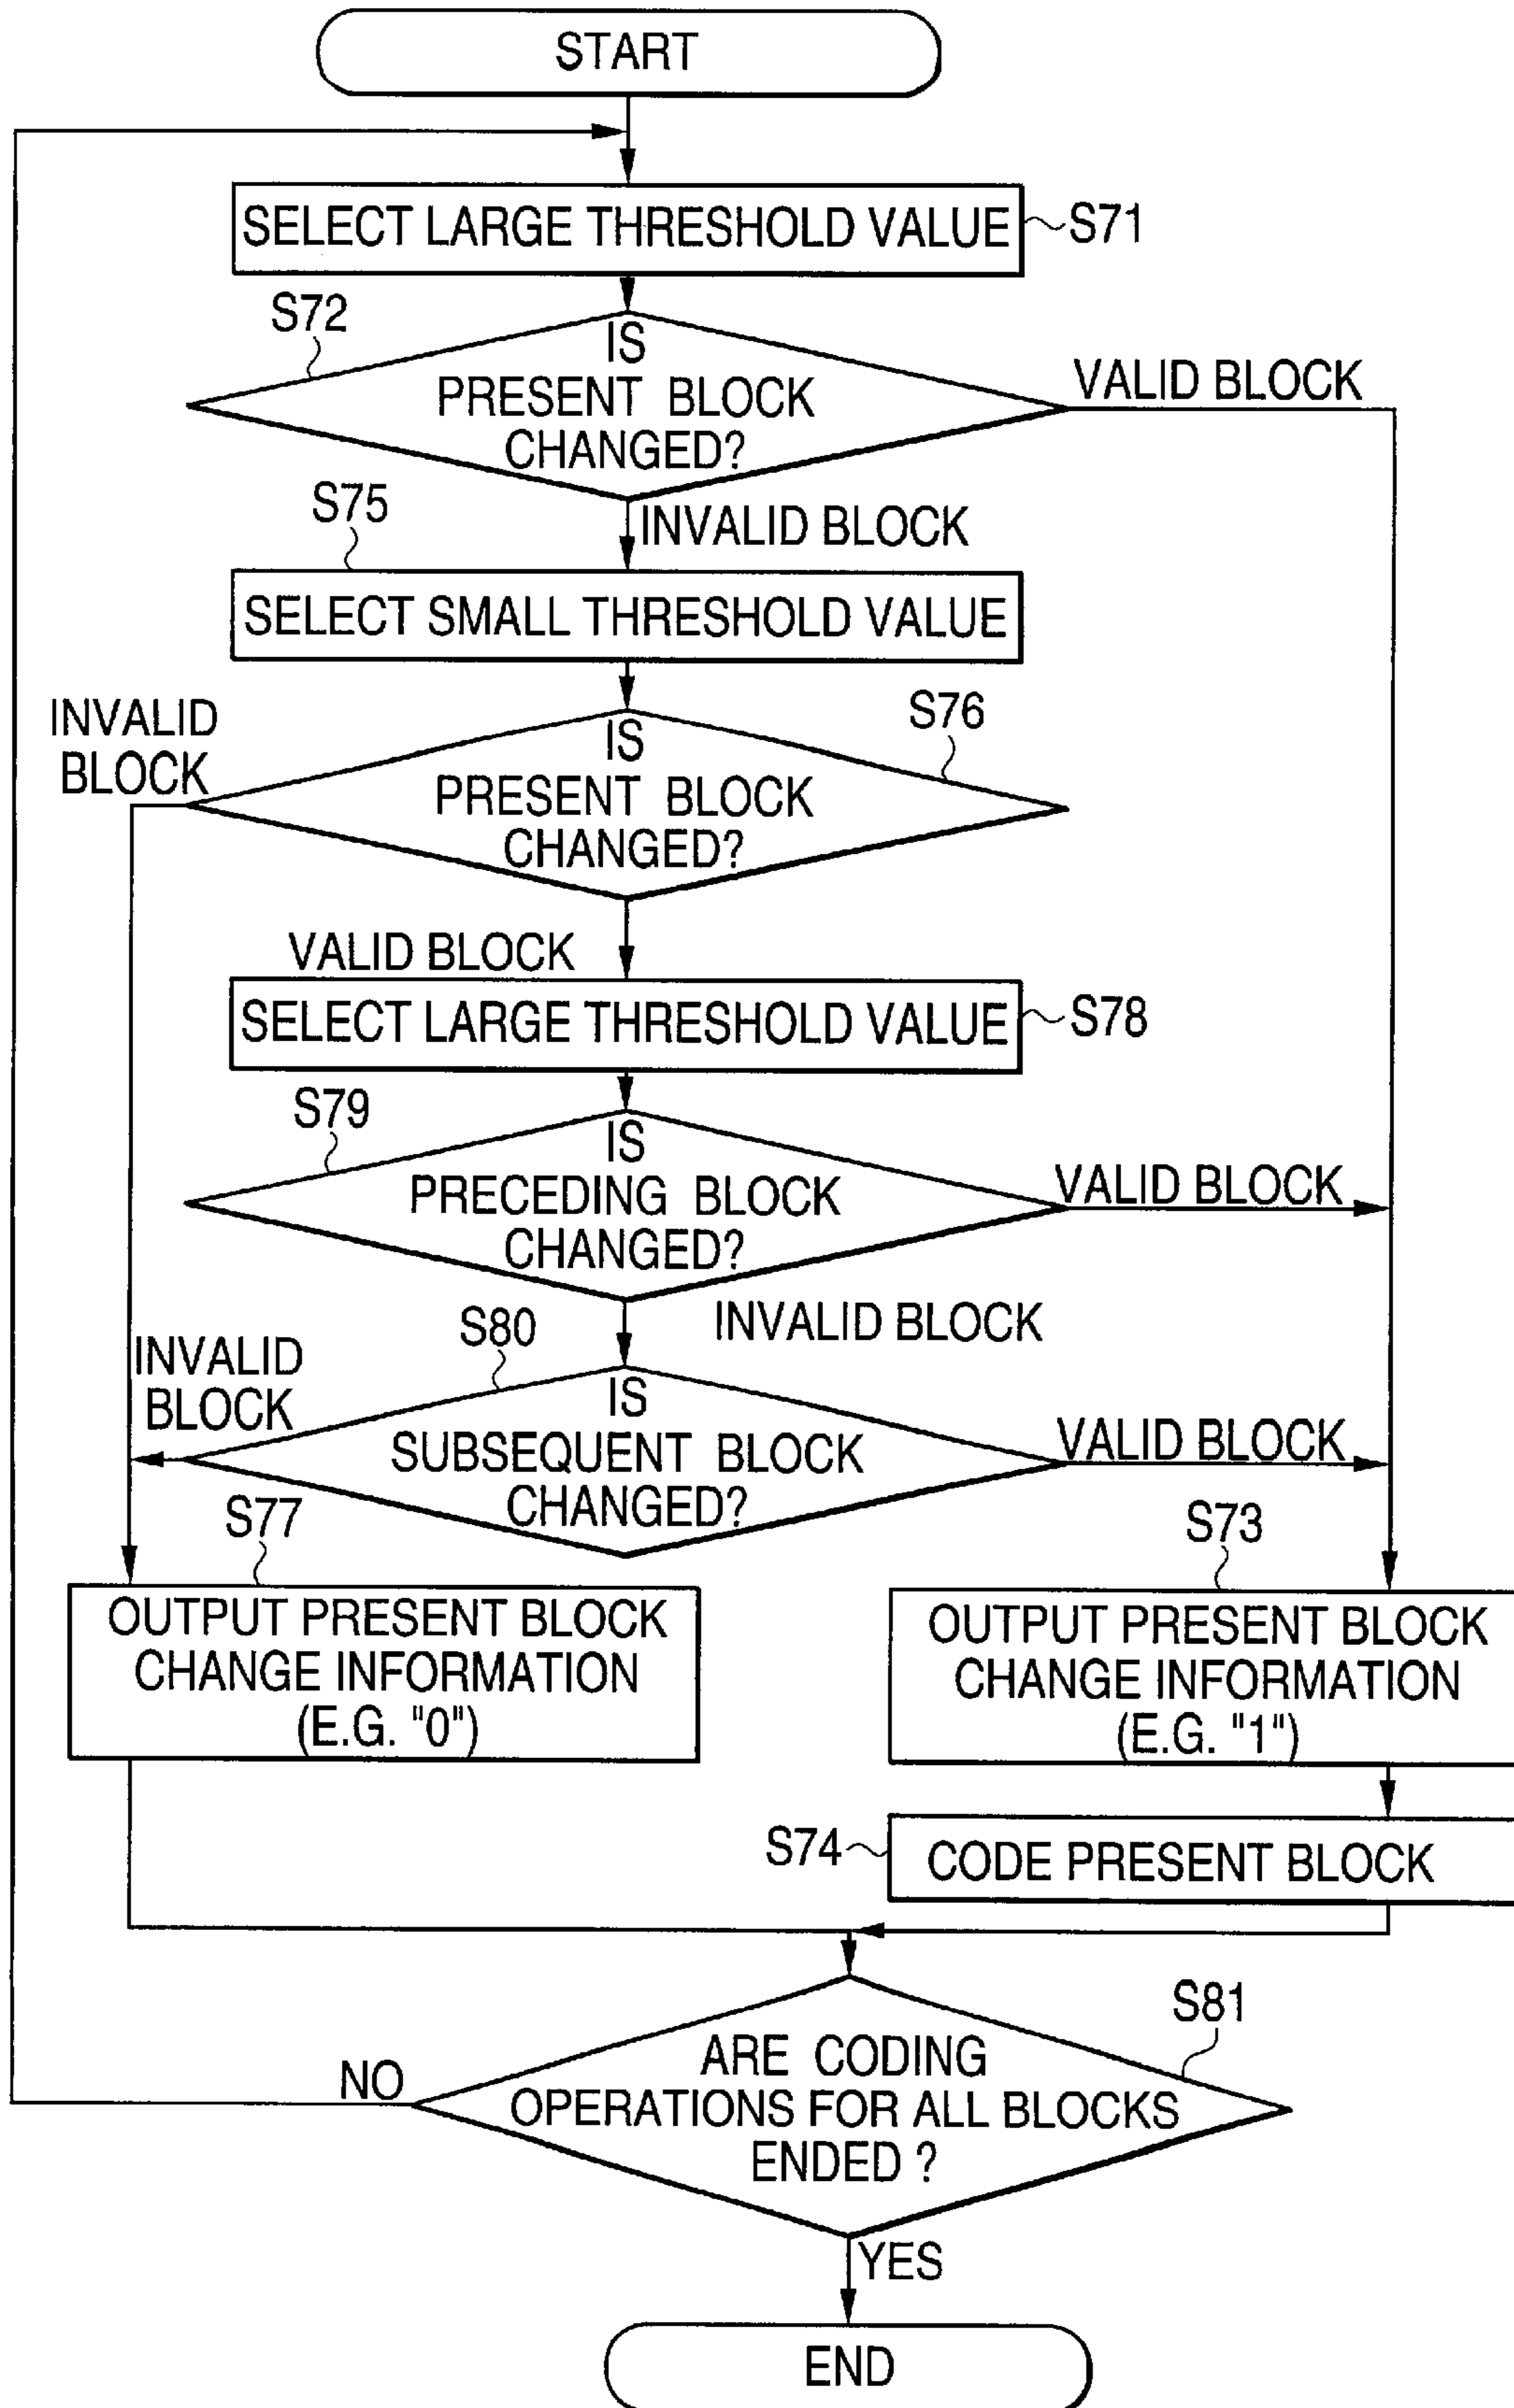 START
SELECT LARGE THRESHOLD VALUE
S71
S72
IS
PRESENT BLOCK
CHANGED?
VALID BLOCK
INVALID BLOCK
S75
SELECT SMALL THRESHOLD VALUE
INVALID
BLOCK
S76
IS
PRESENT BLOCK
CHANGED?
VALID BLOCK
SELECT LARGE THRESHOLD VALUE
S78
S79
IS
PRECEDING BLOCK
CHANGED?
VALID BLOCK
INVALID BLOCK
S80
INVALID
BLOCK
IS
SUBSEQUENT BLOCK
CHANGED?
VALID BLOCK
S77
OUTPUT PRESENT BLOCK
CHANGE INFORMATION
(E.G. "0")
S73
OUTPUT PRESENT BLOCK
CHANGE INFORMATION
(E.G. "1")
S74
CODE PRESENT BLOCK
S81
ARE CODING
OPERATIONS FOR ALL BLOCKS
ENDED ?
NO
YES
END